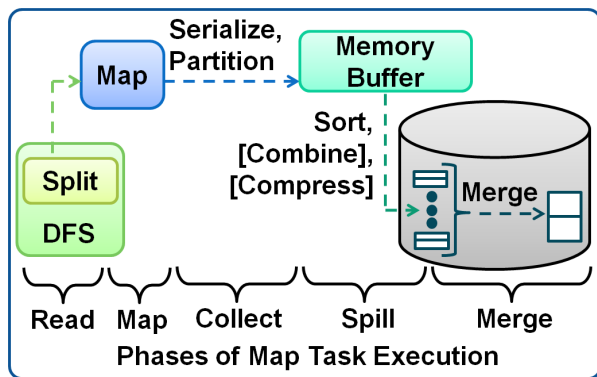 Serialize,
Partition
Map
Memory
Buffer
Sort,
[Combine],
[Compress]
Split
DFS
Merge
Read Map Collect Spill Merge
Phases of Map Task Execution